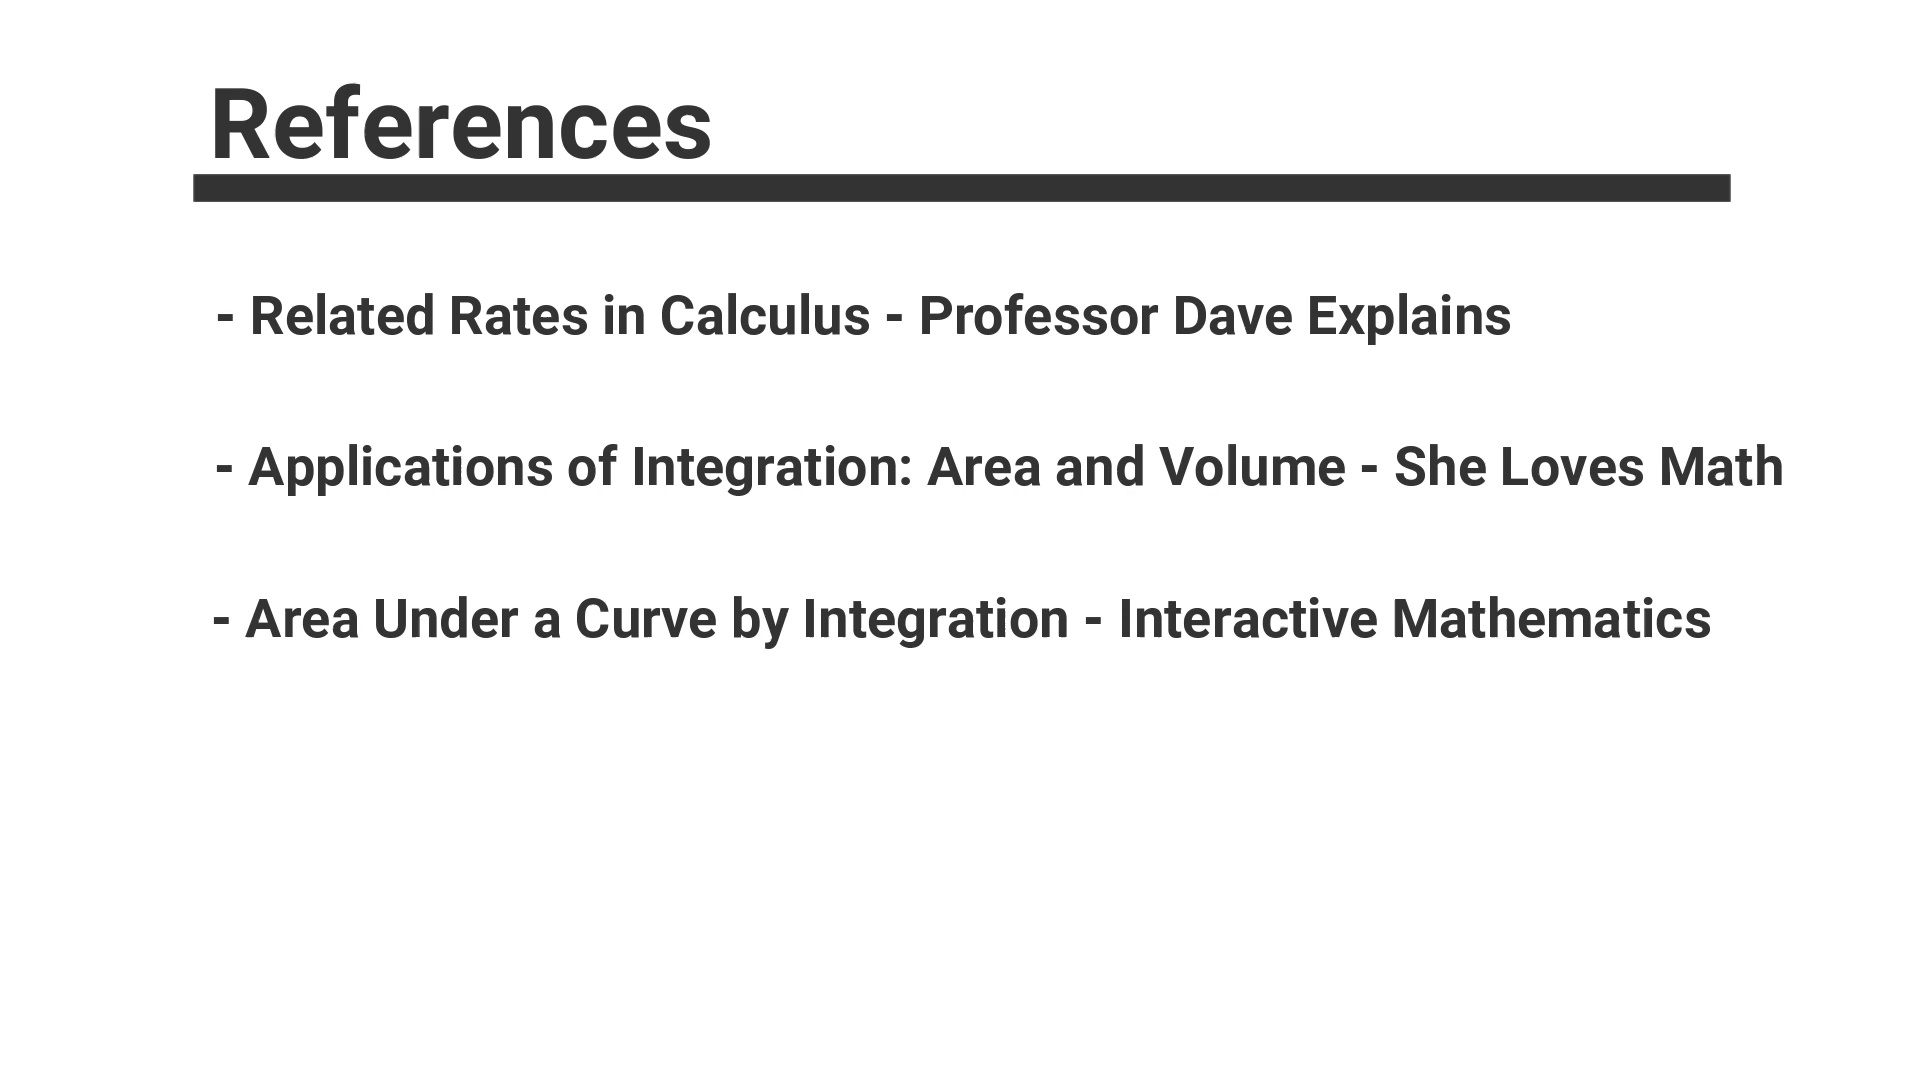 References
- Related Rates in Calculus - Professor Dave Explains
- Applications of Integration: Area and Volume - She Loves Math
- Area Under a Curve by Integration - Interactive Mathematics